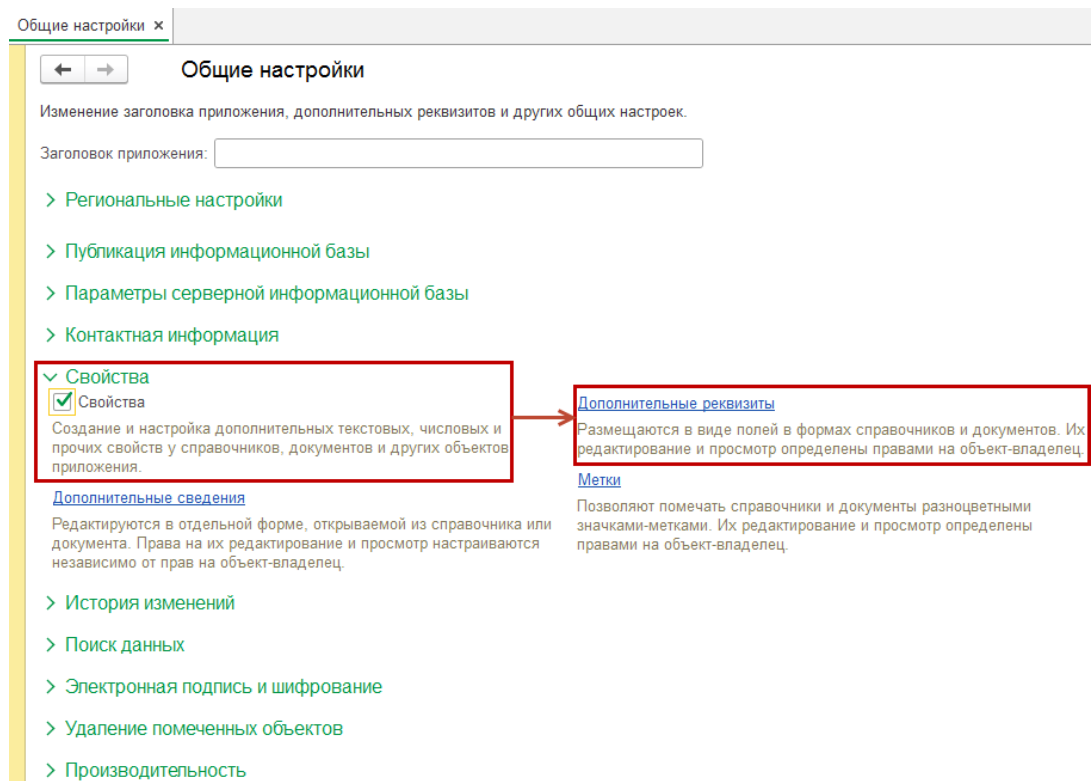 Общие настройки ×
Общие настройки
Изменение заголовка приложения, дополнительных реквизитов и других общих настроек.
Заголовок приложения:
Региональные настройки
Публикация информационной базы
Параметры серверной информационной базы
Контактная информация
Свойства
Свойства
Создание и настройка дополнительных текстовых, числовых и
прочих свойств у справочников, документов и других объектов
приложения.
Дополнительные реквизиты
Размещаются в виде полей в формах справочников и документов. Их
редактирование и просмотр определены правами на объект-владелец.
Дополнительные сведения
Редактируются в отдельной форме, открываемой из справочника или
документа. Права на их редактирование и просмотр настраиваются
независимо от прав на объект-владелец.
Метки
Позволяют помечать справочники и документы разноцветными
значками-метками. Их редактирование и просмотр определены
правами на объект-владелец.
История изменений
Поиск данных
Электронная подпись и шифрование
Удаление помеченных объектов
Производительность